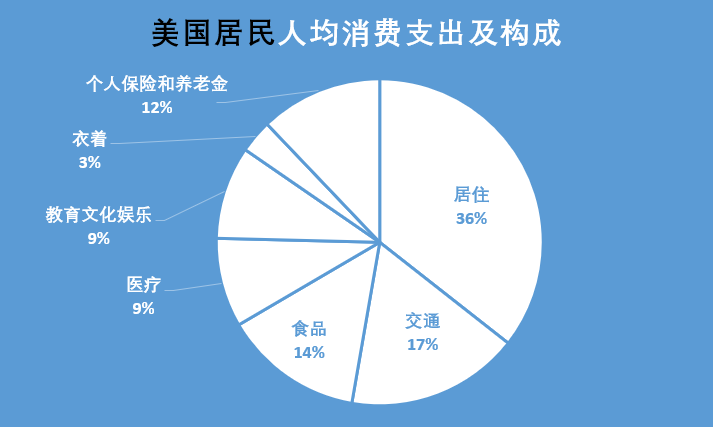 美国居民人均消费支出及构成
个人保险和养老金
12%
衣着
3%
教育文化娱乐
9%
医疗
9%
食品
14%
交通
17%
居住
36%